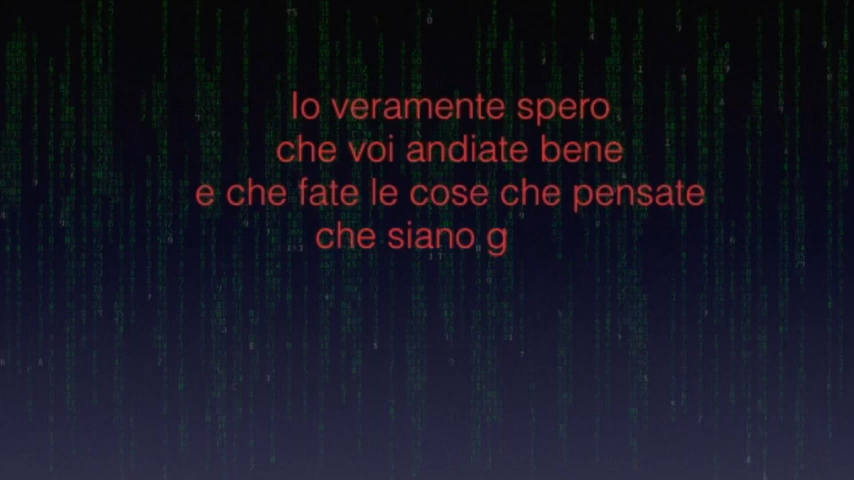 Io veramente spero
che voi andiate bene
e che fate le cose che pensate
che siano g